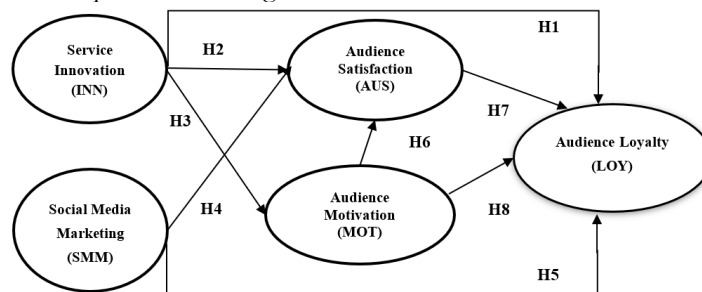 H1
Service
Innovation
(INN)
H2
Audience
Satisfaction
(AUS)
H3
H7
H6
Audience Loyalty
(LOY)
Social Media
Marketing
(SMM)
H4
Audience
Motivation
(MOT)
H8
H5